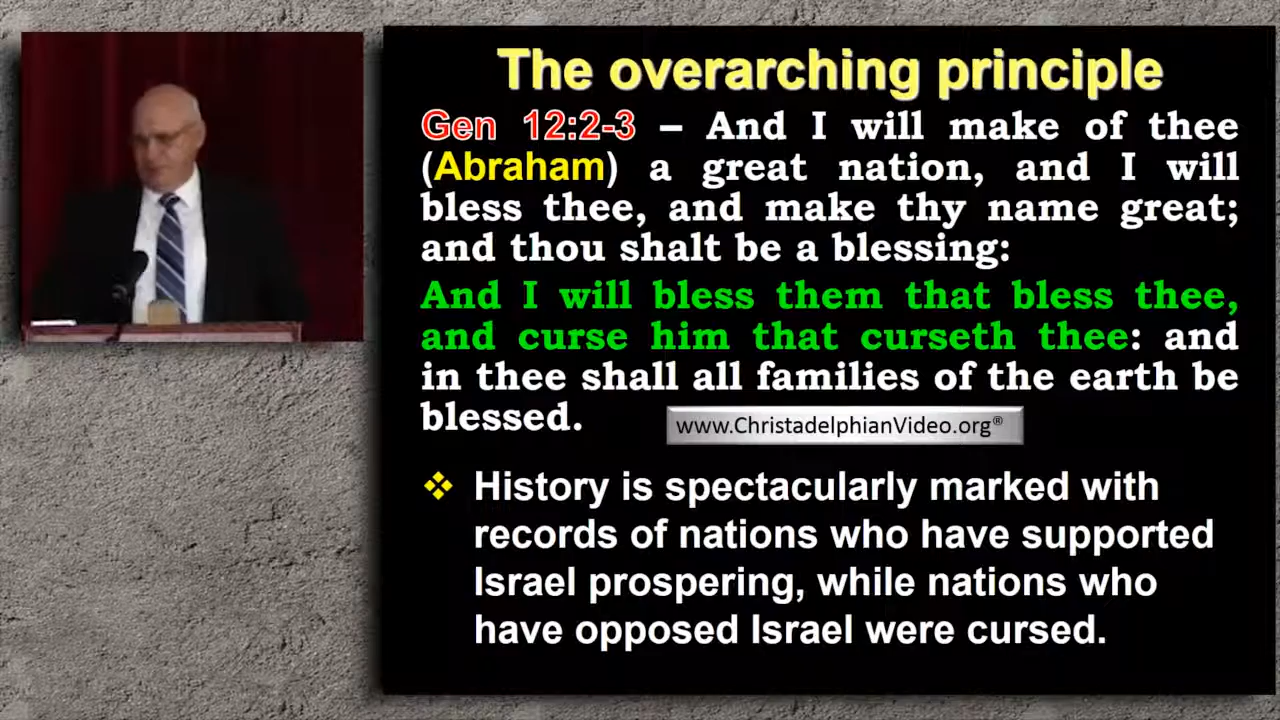 The overarching principle
Gen 12:2-3 – And I will make of thee
(Abraham) a great nation, and I will
bless thee, and make thy name great;
and thou shalt be a blessing:
And I will bless them that bless thee,
and curse him that curseth thee: and
in thee shall all families of the earth be
blessed.
www.ChristadelphianVideo.org®
❖ History is spectacularly marked with
records of nations who have supported
Israel prospering, while nations who
have opposed Israel were cursed.